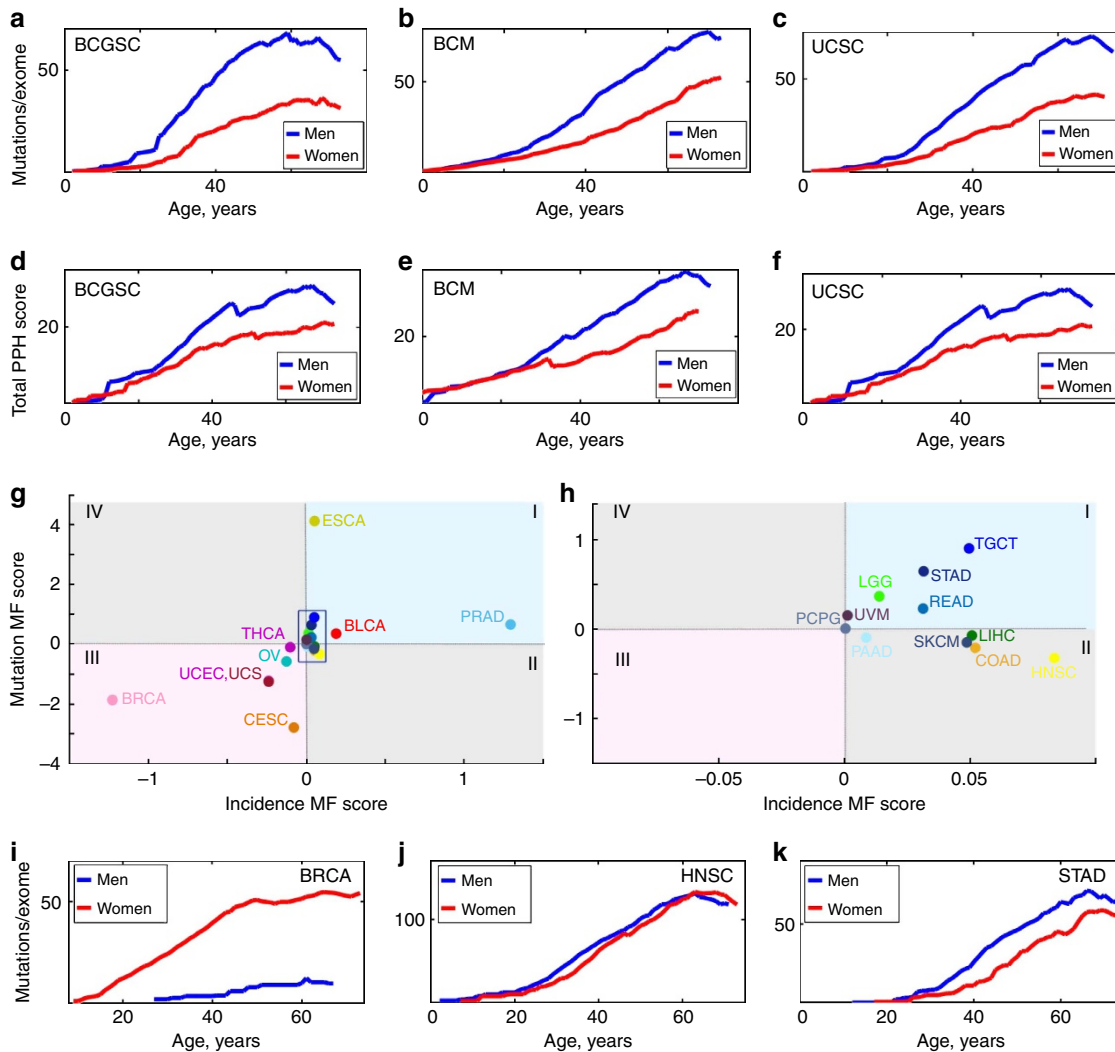 a
BCGSC
Mutations/exome
50
Men
Women
0
40
Age, years
b
BCM
50
Men
Women
0
40
Age, years
c
UCSC
50
Men
Women
0
40
Age, years
d
BCGSC
Total PPH score
20
Men
Women
0
40
Age, years
e
BCM
20
Men
Women
0
40
Age, years
f
UCSC
20
Men
Women
0
40
Age, years
g
Mutation MF score
4
2
0
–2
–4
IV
I
III
II
ESCA
PRAD
BLCA
THCA
OV
UCEC,UCS
BRCA
CESC
–1
0
1
Incidence MF score
h
1
0
–1
IV
I
III
II
TGCT
STAD
LGG
READ
PCPG
UVM
PAAD
SKCM
LIHC
COAD
HNSC
–0.05
0
0.05
Incidence MF score
i
Mutations/exome
50
Men
Women
BRCA
20
40
60
Age, years
j
100
Men
Women
HNSC
0
20
40
60
Age, years
k
50
Men
Women
STAD
0
20
40
60
Age, years